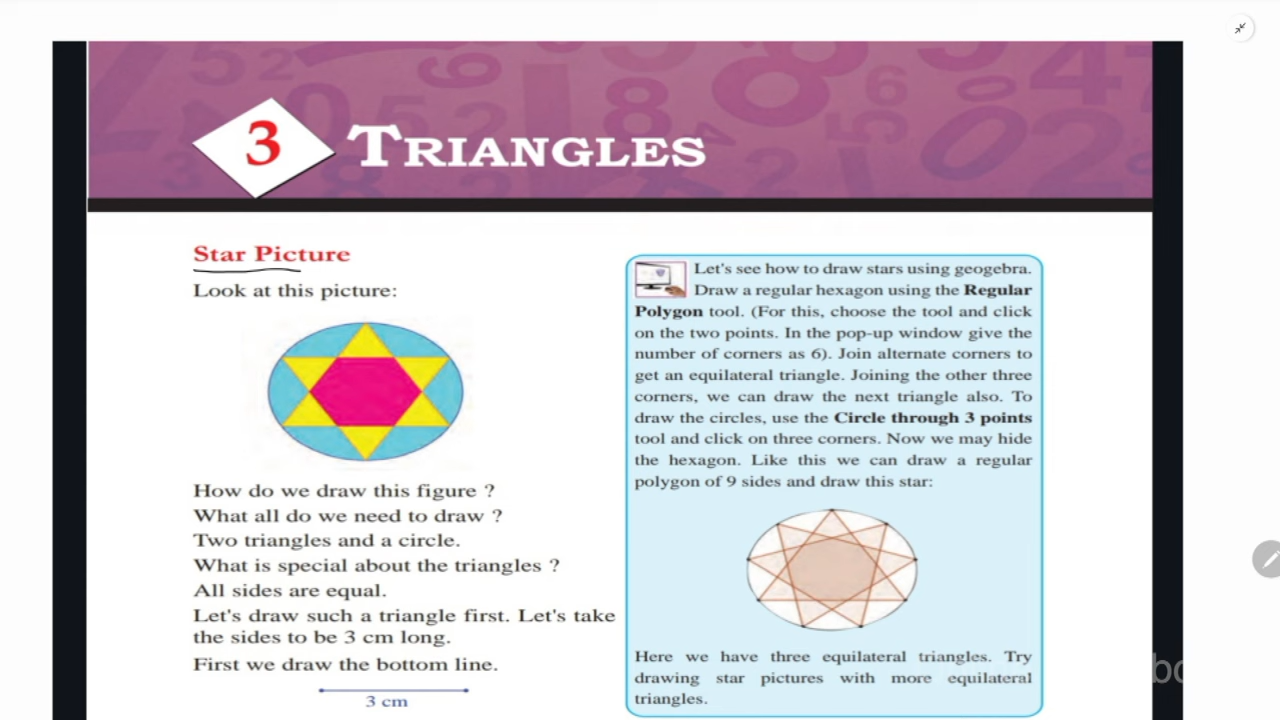 3
TRIANGLES
Star Picture
Look at this picture:
How do we draw this figure ?
What all do we need to draw ?
Two triangles and a circle.
What is special about the triangles ?
All sides are equal.
Let's draw such a triangle first. Let's take
the sides to be 3 cm long.
First we draw the bottom line.
3 cm
Let's see how to draw stars using geogebra.
Draw a regular hexagon using the Regular
Polygon tool. (For this, choose the tool and click
on the two points. In the pop-up window give the
number of corners as 6). Join alternate corners to
get an equilateral triangle. Joining the other three
corners, we can draw the next triangle also. To
draw the circles, use the Circle through 3 points
tool and click on three corners. Now we may hide
the hexagon. Like this we can draw a regular
polygon of 9 sides and draw this star:
Here we have three equilateral triangles. Try
drawing star pictures with more equilateral
triangles.